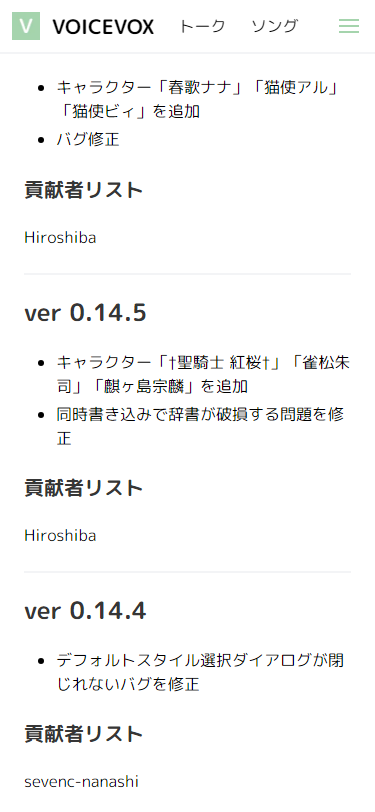 V VOICEVOX トーク ソング
キャラクター「春歌ナナ」「猫使アル」
「猫使ビィ」を追加
バグ修正
貢献者リスト
Hiroshiba
ver 0.14.5
キャラクター「†聖騎士 紅桜†」「雀松朱
司」「麒ヶ島宗麟」を追加
同時書き込みで辞書が破損する問題を修
正
貢献者リスト
Hiroshiba
ver 0.14.4
デフォルトスタイル選択ダイアログが閉
じれないバグを修正
貢献者リスト
sevenc-nanashi